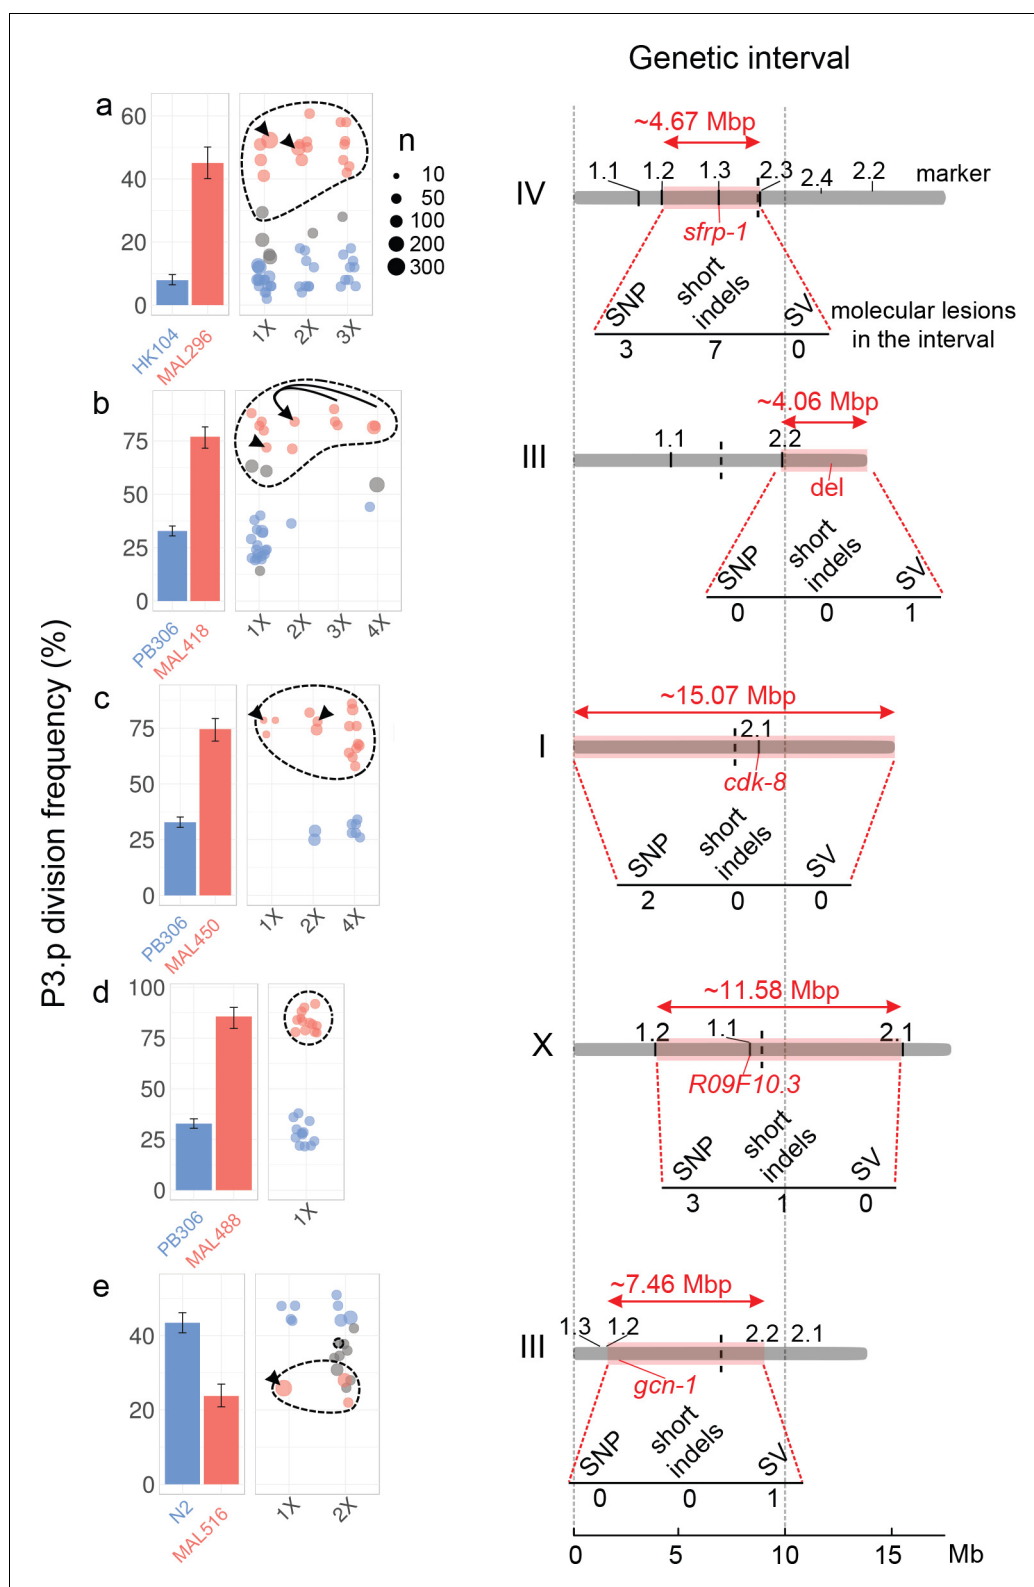 Genetic interval
P3.p division frequency (%)
a
60
40
20
0
HK104
MAL296
1X
2X
3X
n
10
50
100
200
300
~4.67 Mbp
1.1
1.2
1.3
2.3
2.4
2.2
marker
IV
sfrp-1
SNP
short
indels
SV
molecular lesions
in the interval
3
7
0
b
75
50
25
0
PB306
MAL418
1X
2X
3X
4X
~4.06 Mbp
1.1
2.2
III
del
SNP
short
indels
SV
0
0
1
c
75
50
25
0
PB306
MAL450
1X
2X
4X
~15.07 Mbp
2.1
I
cdk-8
SNP
short
indels
SV
2
0
0
d
100
75
50
25
0
PB306
MAL488
1X
~11.58 Mbp
1.2
1.1
2.1
X
R09F10.3
SNP
short
indels
SV
3
1
0
e
40
20
0
N2
MAL516
1X
2X
~7.46 Mbp
1.3
1.2
2.2
2.1
III
gcn-1
SNP
short
indels
SV
0
0
1
0
5
10
15
Mb